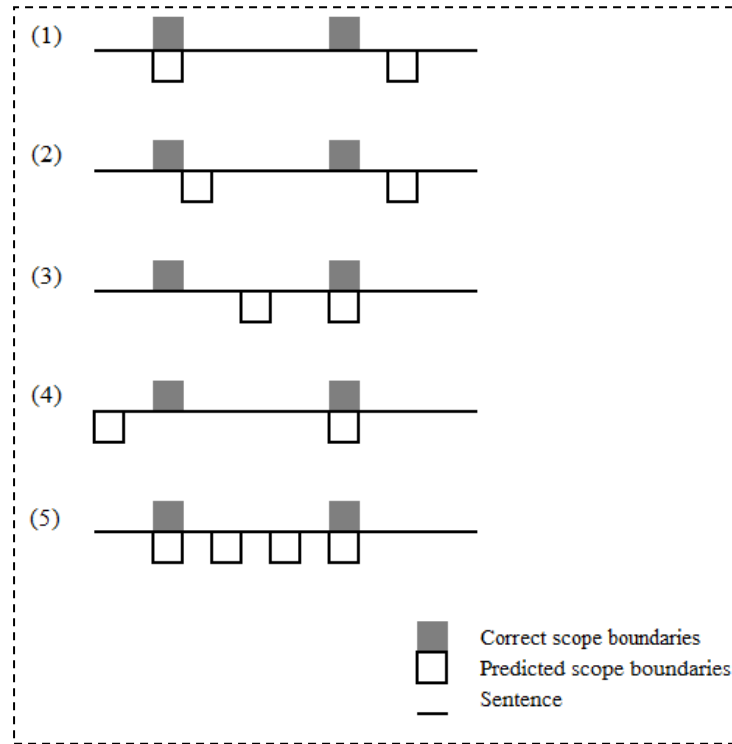 (1)
(2)
(3)
(4)
(5)
Correct scope boundaries
Predicted scope boundaries
Sentence